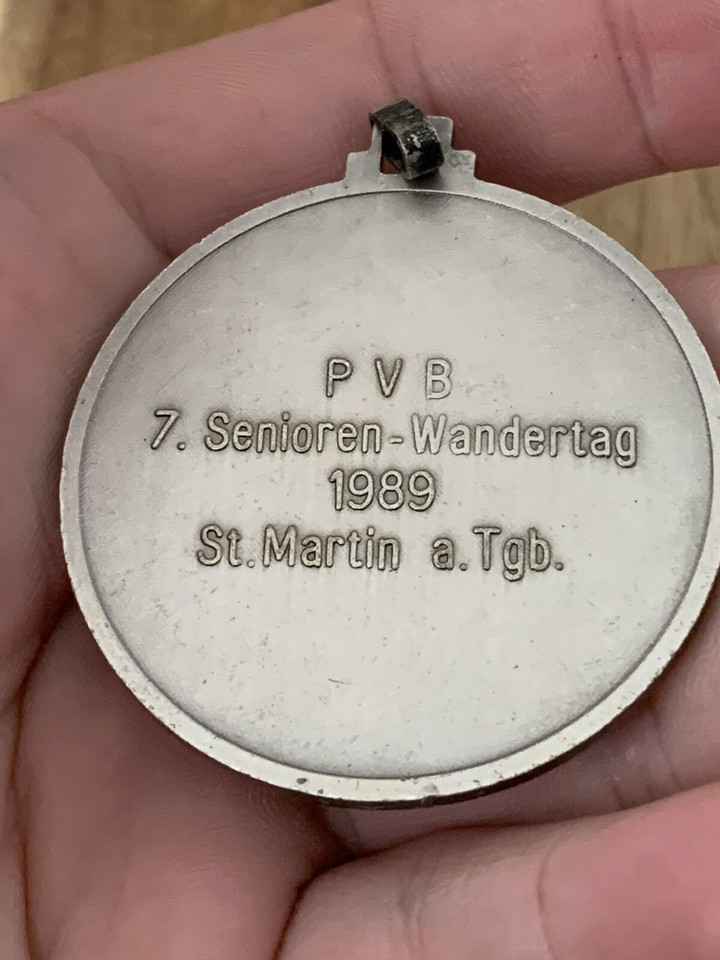 P V B
7. Senioren-Wandertag
1989
St. Martin a. Tgb.